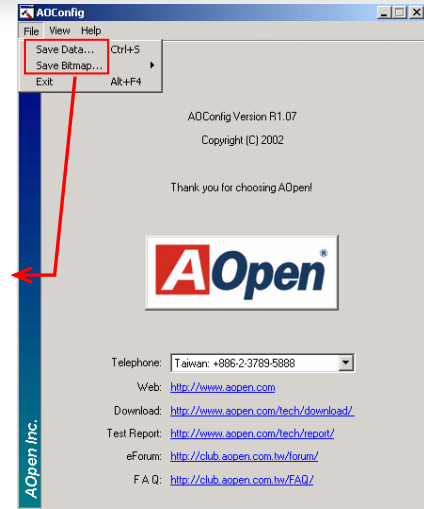 AOConfig
File View Help
Save Data... Ctrl+S
Save Bitmap...
Exit Alt+F4
AOConfig Version R1.07
Copyright (C) 2002
Thank you for choosing AOpen!
AOpen®
Telephone: Taiwan: +886-2-3789-5888
Web: http://www.aopen.com
Download: http://www.aopen.com/tech/download/
Test Report: http://www.aopen.com/tech/report/
eForum: http://club.aopen.com.tw/forum/
F A Q: http://club.aopen.com.tw/FAQ/
AOpen Inc.